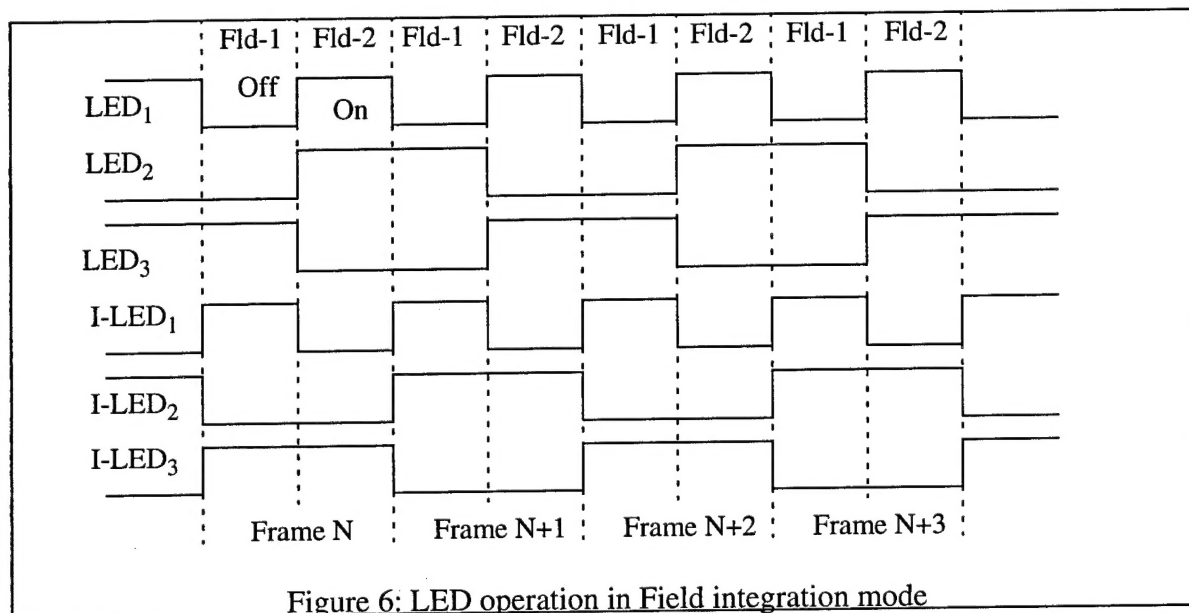 Fld-1 Fld-2 Fld-1 Fld-2 Fld-1 Fld-2 Fld-1 Fld-2
Off
LED1 On
LED2
LED3
I-LED1
I-LED2
I-LED3
Frame N Frame N+1 Frame N+2 Frame N+3
Figure 6: LED operation in Field integration mode